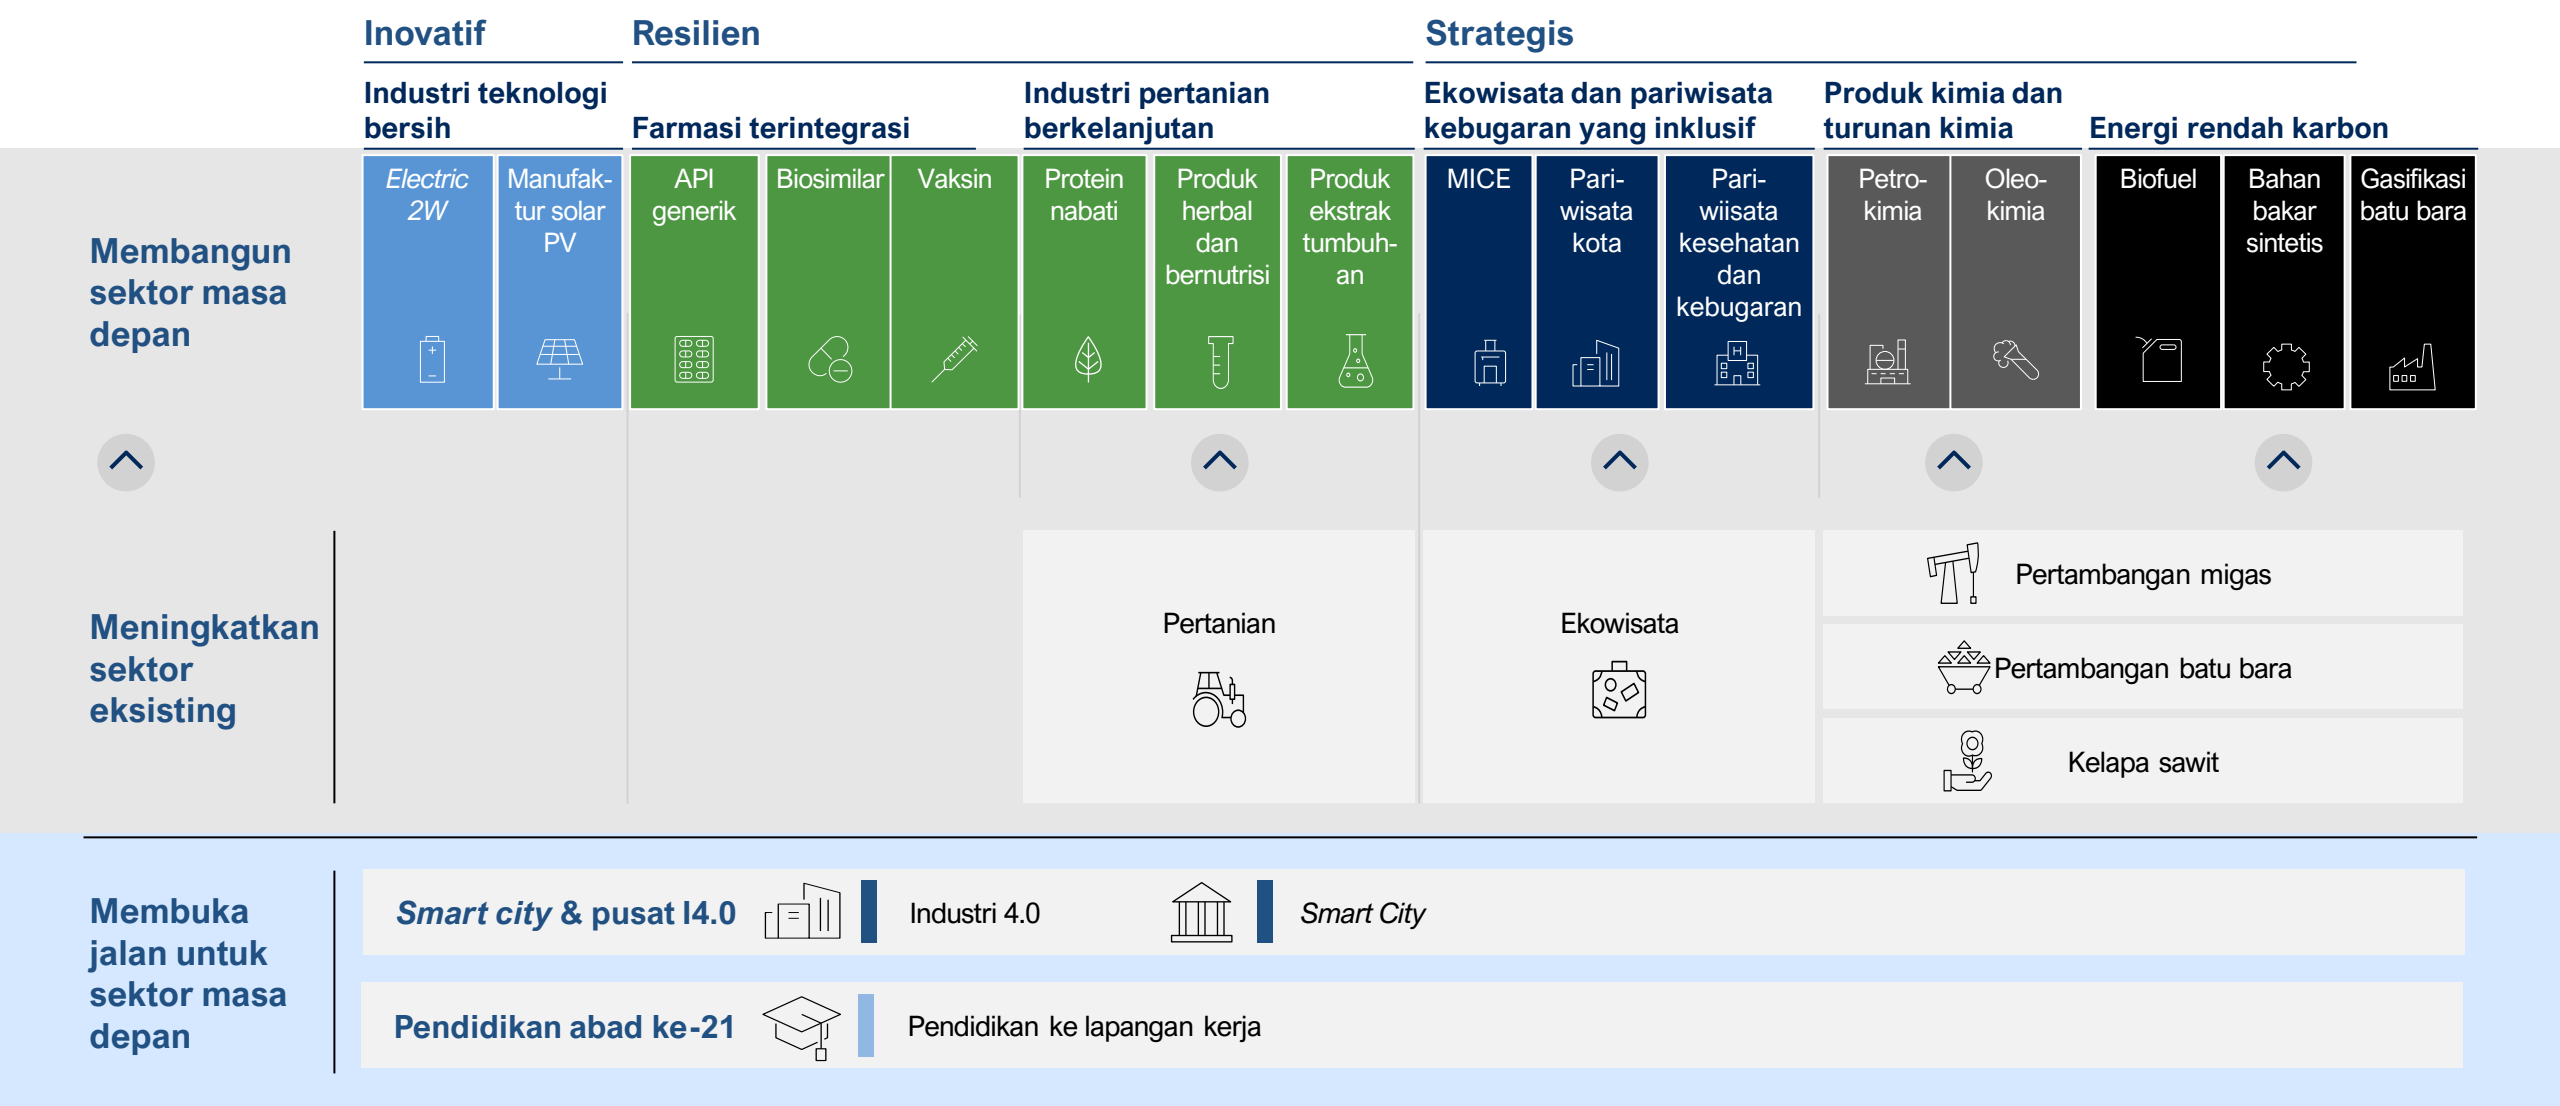 Inovatif
Resilien
Strategis
Industri teknologi
bersih
Farmasi terintegrasi
Industri pertanian
berkelanjutan
Ekowisata dan pariwisata
kebugaran yang inklusif
Produk kimia dan
turunan kimia
Energi rendah karbon
Membangun
sektor masa
depan
Electric
2W
Manufak-
tur solar
PV
API
generik
Biosimilar
Vaksin
Protein
nabati
Produk
herbal
dan
bernutrisi
Produk
ekstrak
tumbuh-
an
MICE
Pari-
wisata
kota
Pari-
wiisata
kesehatan
dan
kebugaran
H
Petro-
kimia
Oleo-
kimia
Biofuel
Bahan
bakar
sintetis
Gasifikasi
batu bara
Meningkatkan
sektor
eksisting
Pertanian
Ekowisata
Pertambangan migas
Pertambangan batu bara
Kelapa sawit
Membuka
jalan untuk
sektor masa
depan
Smart city & pusat I4.0
Industri 4.0
Smart City
Pendidikan abad ke-21
Pendidikan ke lapangan kerja